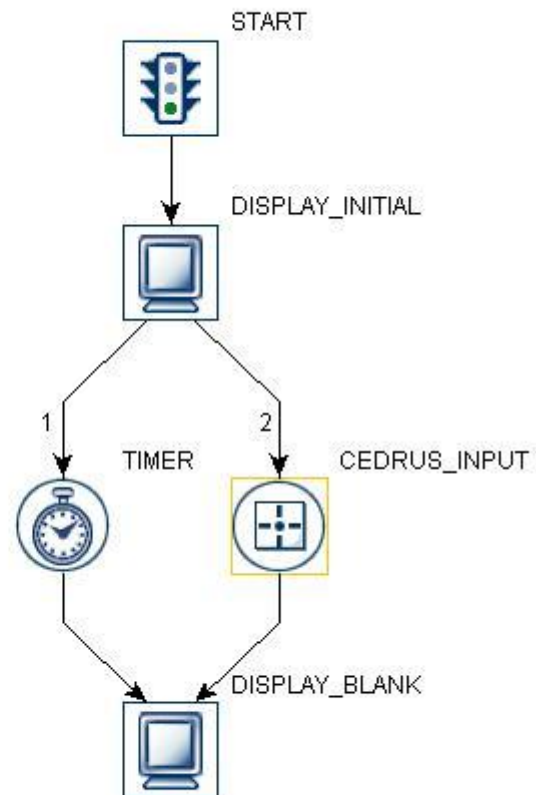 START
DISPLAY_INITIAL
1
2
TIMER
CEDRUS_INPUT
DISPLAY_BLANK